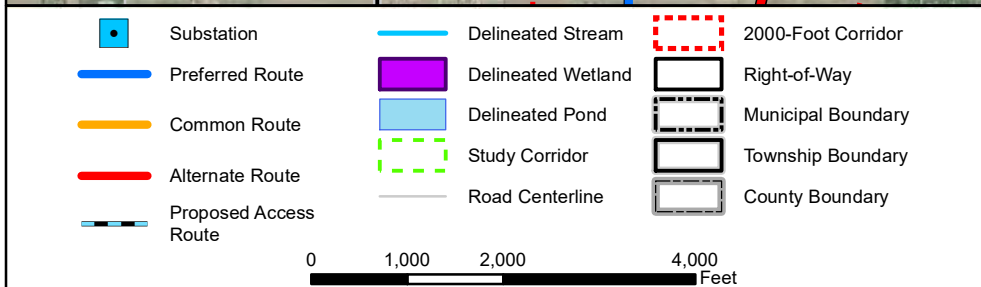 Substation
Preferred Route
Common Route
Alternate Route
Proposed Access
Route
Delineated Stream
Delineated Wetland
Delineated Pond
Study Corridor
Road Centerline
2000-Foot Corridor
Right-of-Way
Municipal Boundary
Township Boundary
County Boundary
0 1,000 2,000 4,000
Feet